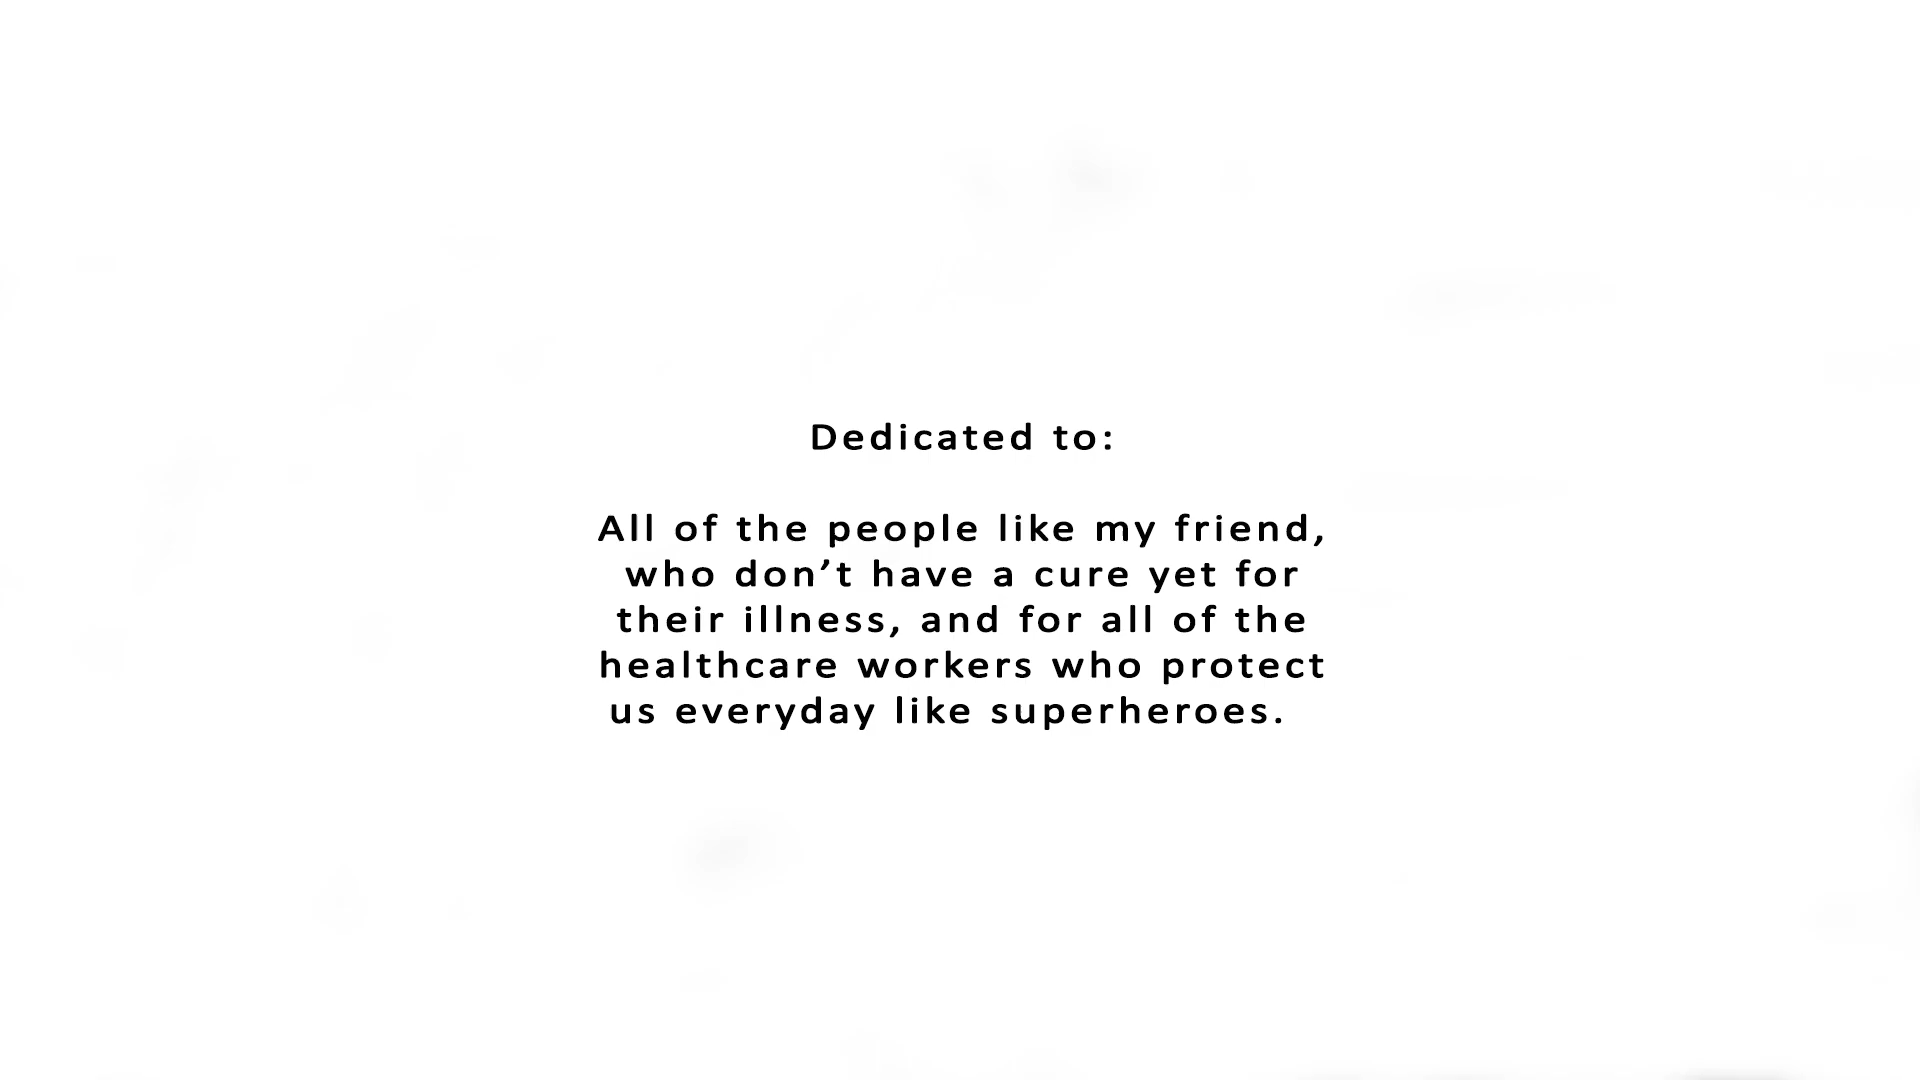 Dedicated to:
All of the people like my friend,
who don’t have a cure yet for
their illness, and for all of the
healthcare workers who protect
us everyday like superheroes.